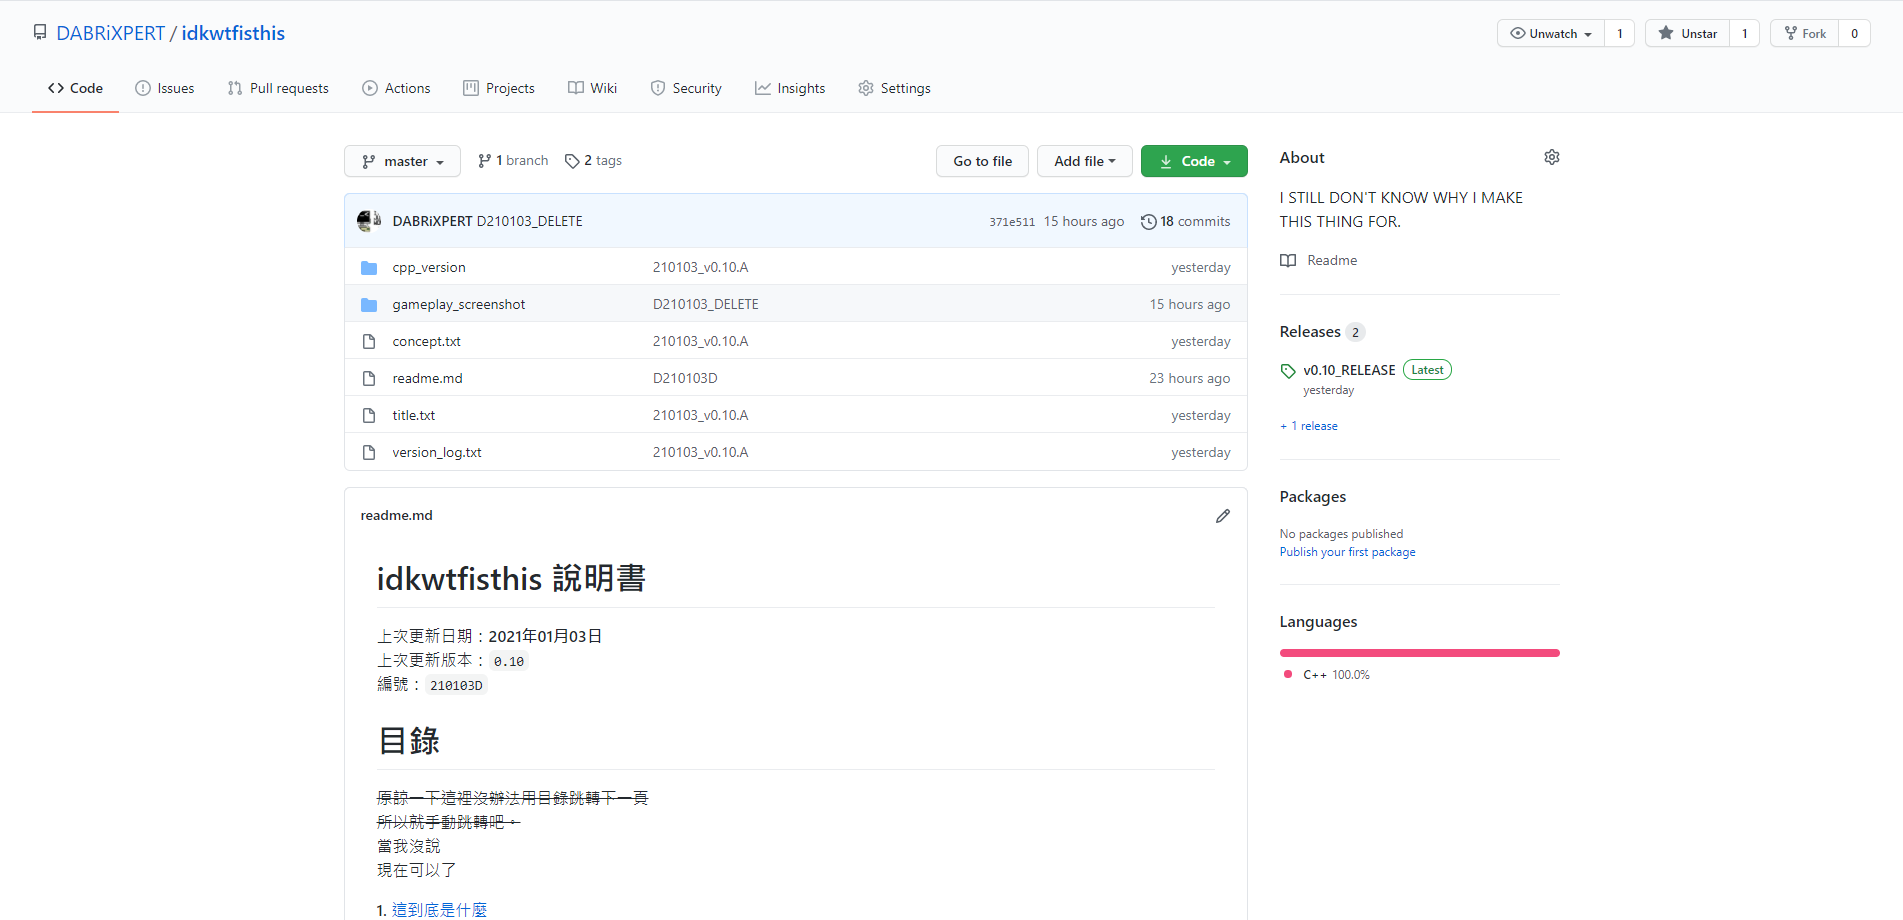 DABRiXPERT / idkwtfisthis
Unwatch 1 Unstar 1 Fork 0
Code Issues Pull requests Actions Projects Wiki Security Insights Settings
master 1 branch 2 tags Go to file Add file Code
DABRiXPERT D210103_DELETE 371e511 15 hours ago 18 commits
cpp_version 210103_v0.10.A yesterday
gameplay_screenshot D210103_DELETE 15 hours ago
concept.txt 210103_v0.10.A yesterday
readme.md D210103D 23 hours ago
title.txt 210103_v0.10.A yesterday
version_log.txt 210103_v0.10.A yesterday
readme.md
idkwtfisthis 說明書
上次更新日期：2021年01月03日
上次更新版本： 0.10
編號： 210103D
目錄
原諒一下這裡沒辦法用目錄跳轉下一頁
所以就手動跳轉吧。
當我沒說
現在可以了
1. 這到底是什麼
About
I STILL DON'T KNOW WHY I MAKE
THIS THING FOR.
Readme
Releases 2
v0.10_RELEASE Latest
yesterday
+ 1 release
Packages
No packages published
Publish your first package
Languages
C++ 100.0%